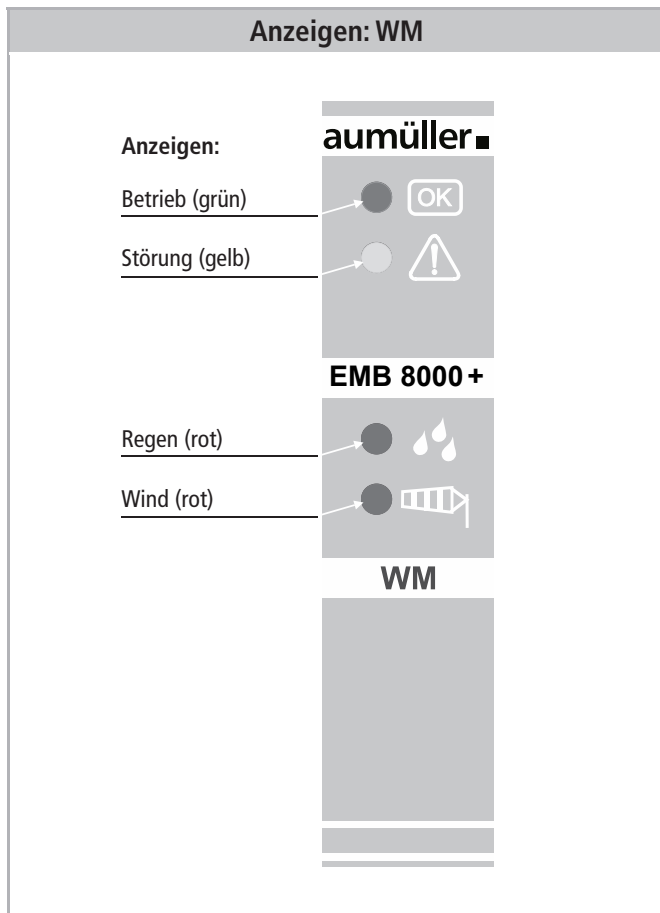 Anzeigen: WM
aumüller
Anzeigen:
Betrieb (grün)
OK
Störung (gelb)
!
EMB 8000+
Regen (rot)
Wind (rot)
WM